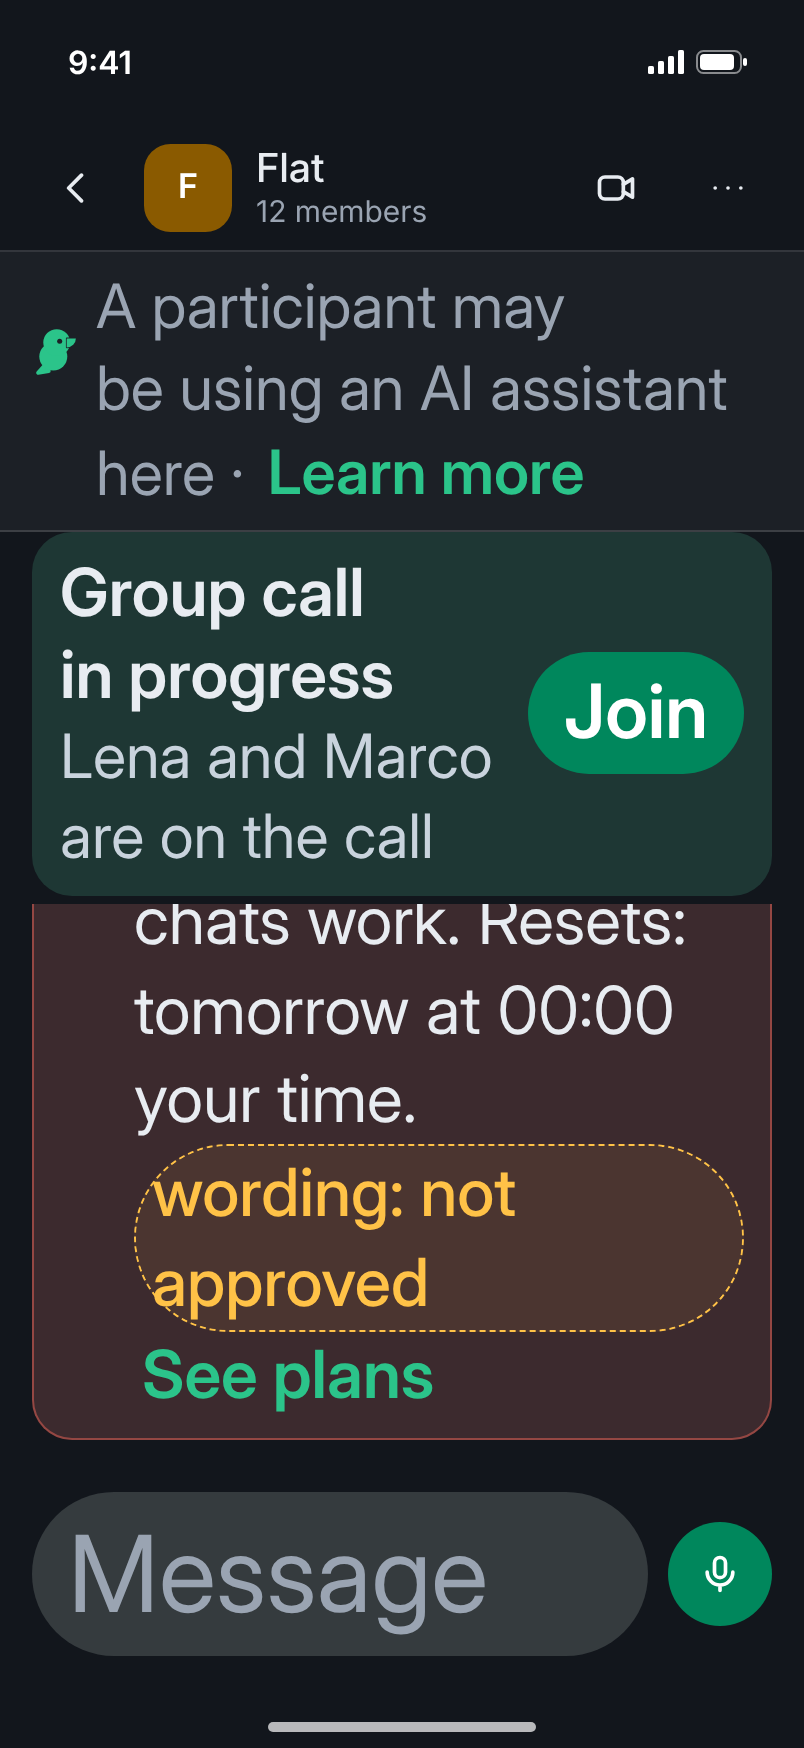 9:41
F
Flat
12 members
A participant may
be using an AI assistant
here · Learn more
Group call
in progress
Lena and Marco
are on the call
Join
chats work. Resets:
tomorrow at 00:00
your time.
wording: not
approved
See plans
Message